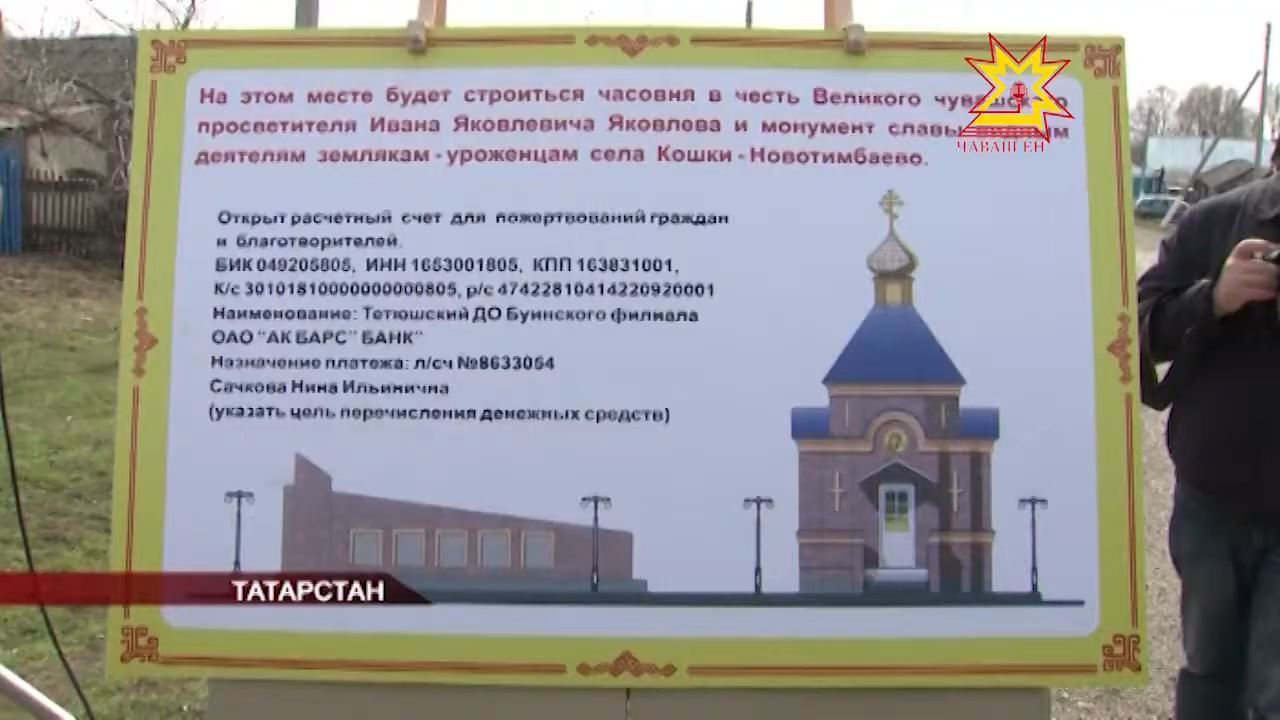 На этом месте будет строиться часовня в честь Великого чувашского
просветителя Ивана Яковлевича Яковлева и монумент славы
деятелям землякам - уроженцам села Кошки - Новотимбаево.
ЧĂВАШ ЕН
Открыт расчетный счет для пожертвований граждан
и благотворителей.
БИК 049205805, ИНН 1653001805, КПП 163831001,
К/с 30101810000000000805, р/с 47422810414220920001
Наименование: Тетюшский ДО Буинского филиала
ОАО "АК БАРС" БАНК"
Назначение платежа: л/сч №8633054
Сачкова Нина Ильинична
(указать цель перечисления денежных средств)
ТАТАРСТАН